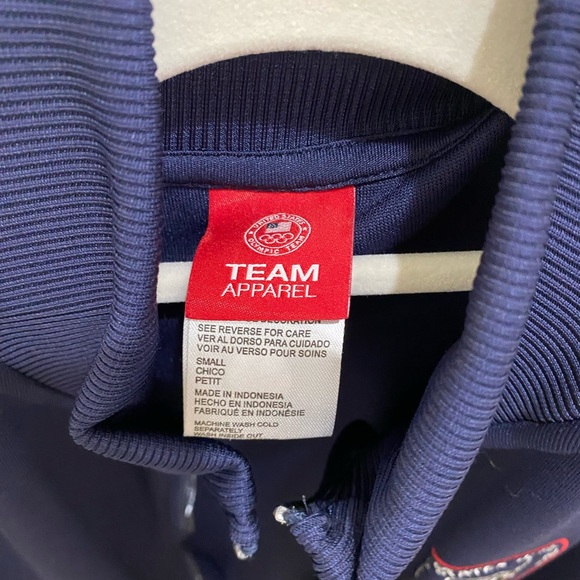 UNITED STATES
OLYMPIC TEAM
TEAM
APPAREL
DECORATION
SEE REVERSE FOR CARE
VER AL DORSO PARA CUIDADO
VOIR AU VERSO POUR SOINS
SMALL
CHICO
PETIT
MADE IN INDONESIA
HECHO EN INDONESIA
FABRIQUÉ EN INDONÉSIE
MACHINE WASH COLD
SEPARATELY
WASH INSIDE OUT